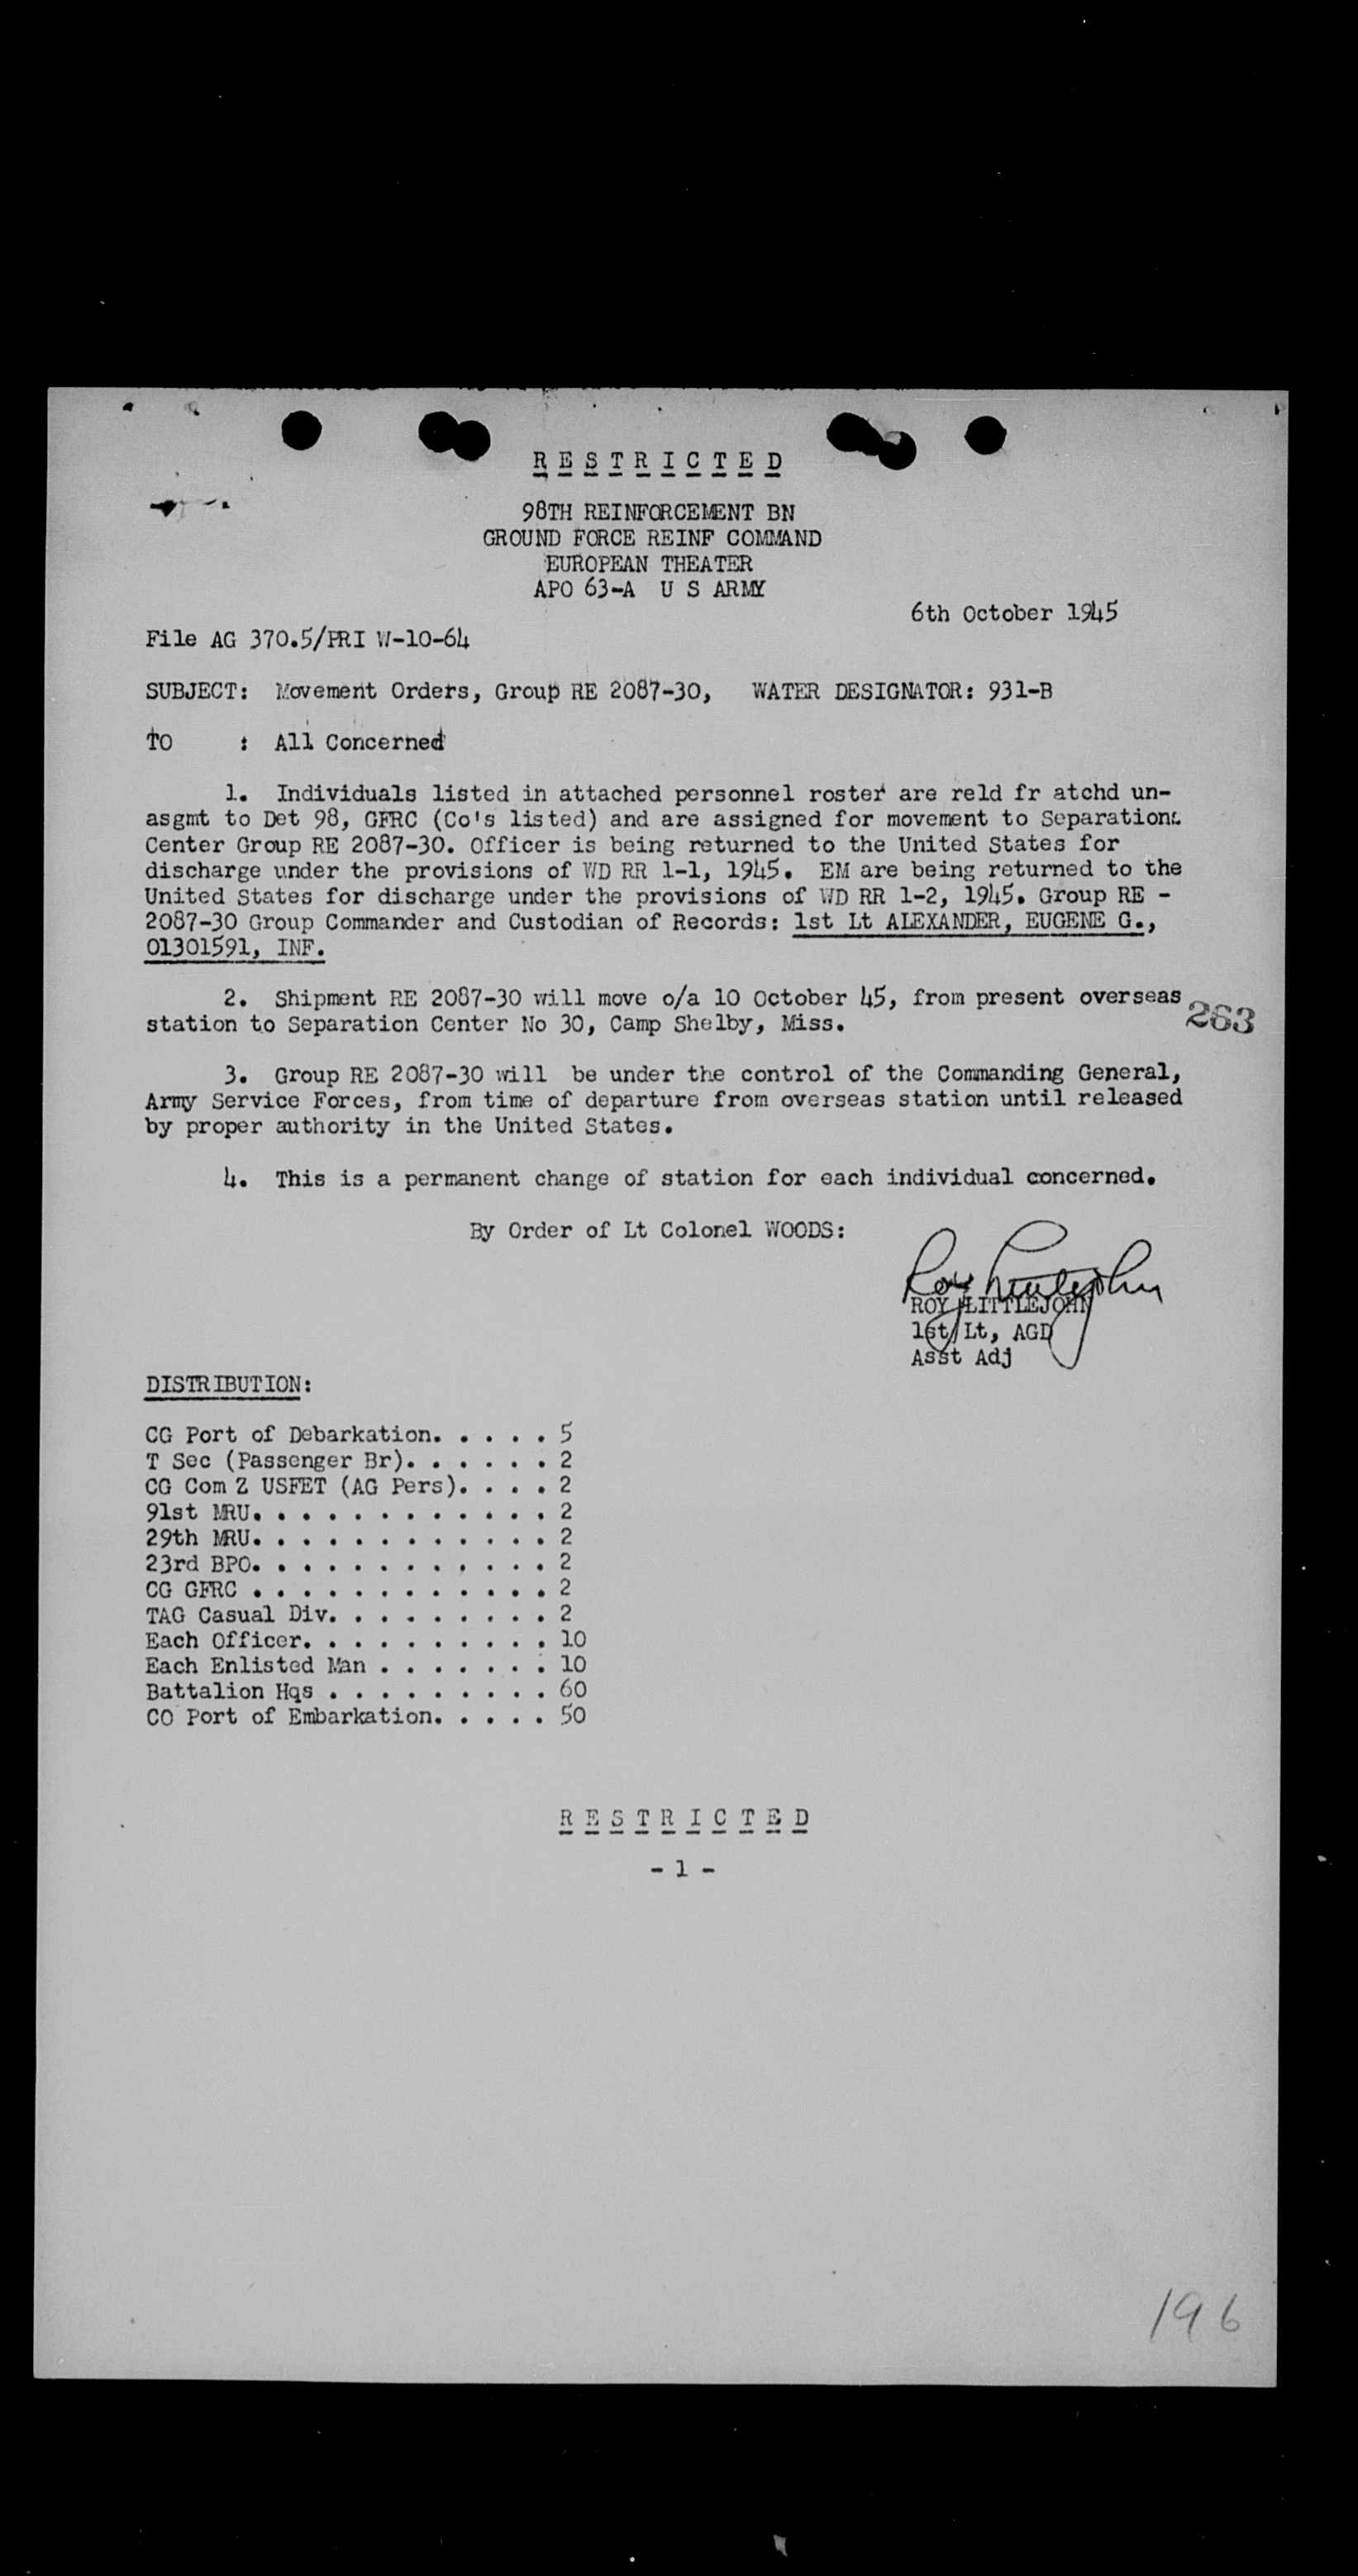 RESTRICTED
98TH REINFORCEMENT BN
GROUND FORCE REINF COMMAND
EUROPEAN THEATER
APO 63-A U S ARMY
6th October 1945
File AG 370.5/PRI W-10-64
SUBJECT: Movement Orders, Group RE 2087-30, WATER DESIGNATOR: 931-B
TO : All Concerned
1. Individuals listed in attached personnel roster are reld fr atchd un-
asgmt to Det 98, GFRC (Co's listed) and are assigned for movement to Separations
Center Group RE 2087-30. Officer is being returned to the United States for
discharge under the provisions of WD RR 1-1, 1945. EM are being returned to the
United States for discharge under the provisions of WD RR 1-2, 1945. Group RE -
2087-30 Group Commander and Custodian of Records: 1st Lt ALEXANDER, EUGENE G.,
01301591, INF.
2. Shipment RE 2087-30 will move o/a 10 October 45, from present overseas
station to Separation Center No 30, Camp Shelby, Miss.
263
3. Group RE 2087-30 will be under the control of the Commanding General,
Army Service Forces, from time of departure from overseas station until released
by proper authority in the United States.
4. This is a permanent change of station for each individual concerned.
By Order of Lt Colonel WOODS:
Roy Littlejohn
ROY LITTLEJOHN
1st Lt, AGD
Asst Adj
DISTRIBUTION:
CG Port of Debarkation. . . . . 5
T Sec (Passenger Br). . . . . . 2
CG Com Z USFET (AG Pers). . . . 2
91st MRU. . . . . . . . . . . . 2
29th MRU. . . . . . . . . . . . 2
23rd BPO. . . . . . . . . . . . 2
CG GFRC . . . . . . . . . . . . 2
TAG Casual Div. . . . . . . . . 2
Each Officer. . . . . . . . . . 10
Each Enlisted Man . . . . . . . 10
Battalion Hqs . . . . . . . . . 60
CO Port of Embarkation. . . . . 50
RESTRICTED
- 1 -
196